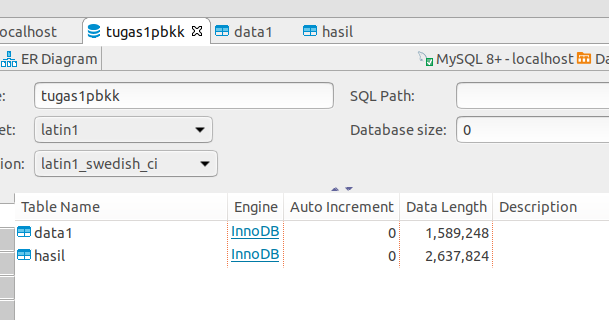 ocalhost tugas1pbkk data1 hasil
ER Diagram MySQL 8+ - localhost Da
e: tugas1pbkk SQL Path:
et: latin1 Database size: 0
ion: latin1_swedish_ci
Table Name Engine Auto Increment Data Length Description
data1 InnoDB 0 1,589,248
hasil InnoDB 0 2,637,824